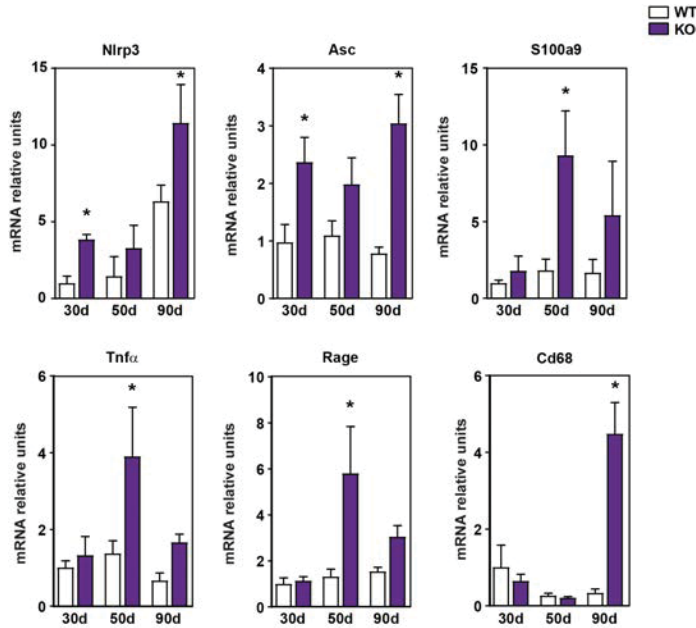 WT
KO
Nlrp3
Asc
S100a9
mRNA relative units
15
10
5
0
*
*
30d 50d 90d
mRNA relative units
4
3
2
1
0
*
*
30d 50d 90d
mRNA relative units
15
10
5
0
*
30d 50d 90d
Tnfα
Rage
Cd68
mRNA relative units
6
4
2
0
*
30d 50d 90d
mRNA relative units
10
8
6
4
2
0
*
30d 50d 90d
mRNA relative units
6
4
2
0
*
30d 50d 90d